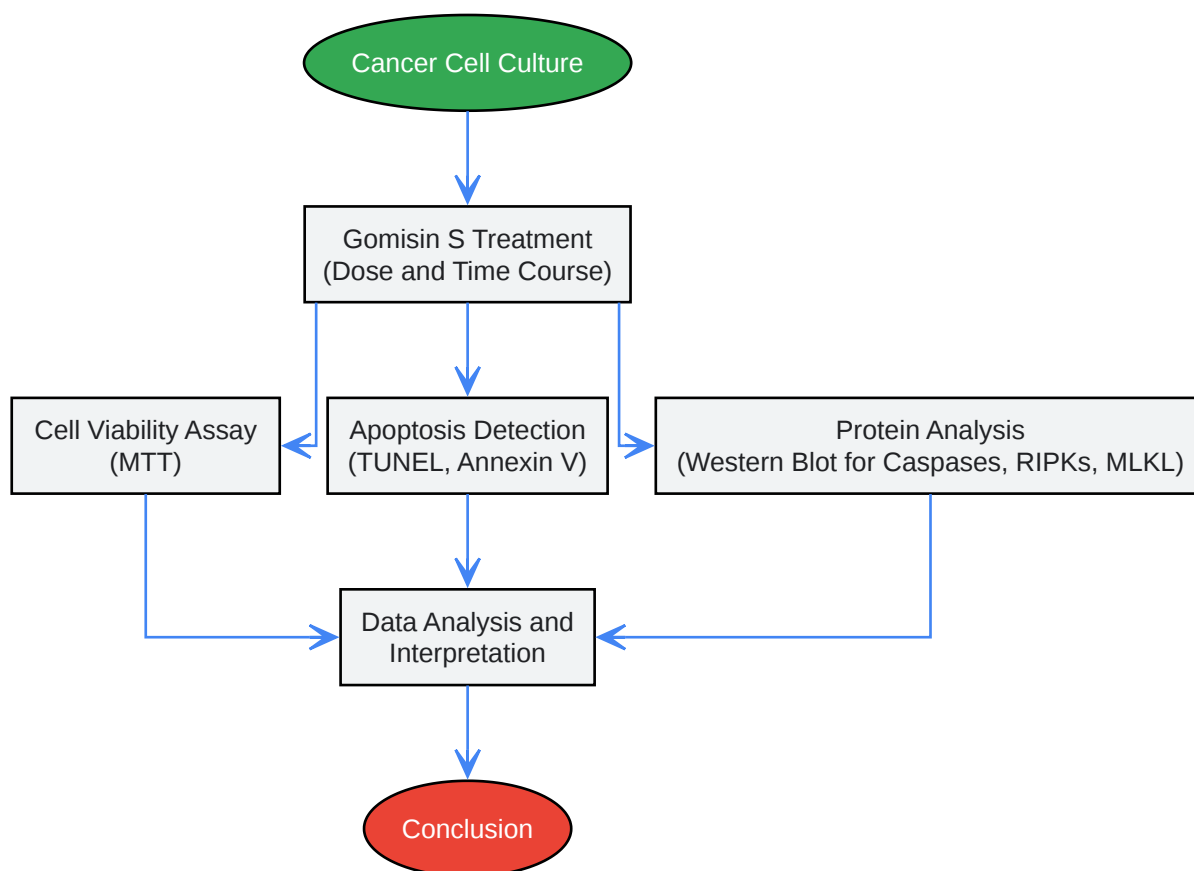 Cancer Cell Culture
Gomisin S Treatment
(Dose and Time Course)
Cell Viability Assay
(MTT)
Apoptosis Detection
(TUNEL, Annexin V)
Protein Analysis
(Western Blot for Caspases, RIPKs, MLKL)
Data Analysis and
Interpretation
Conclusion